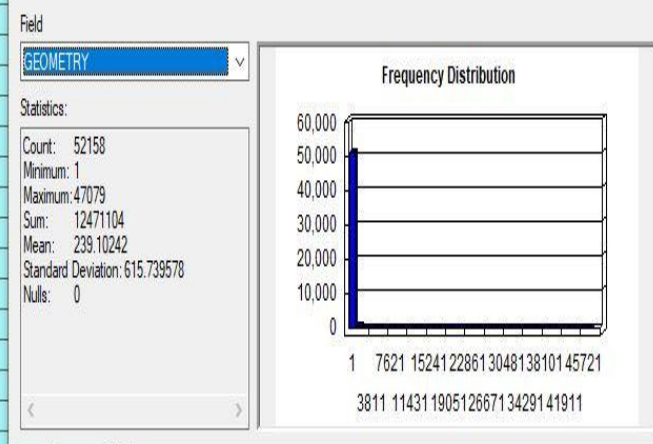 Field
GEOMETRY
Statistics:
Count: 52158
Minimum: 1
Maximum: 47079
Sum: 12471104
Mean: 239.10242
Standard Deviation: 615.739578
Nulls: 0
Frequency Distribution
60,000
50,000
40,000
30,000
20,000
10,000
0
1 7621 15241 22861 30481 38101 45721
3811 11431 19051 26671 34291 41911